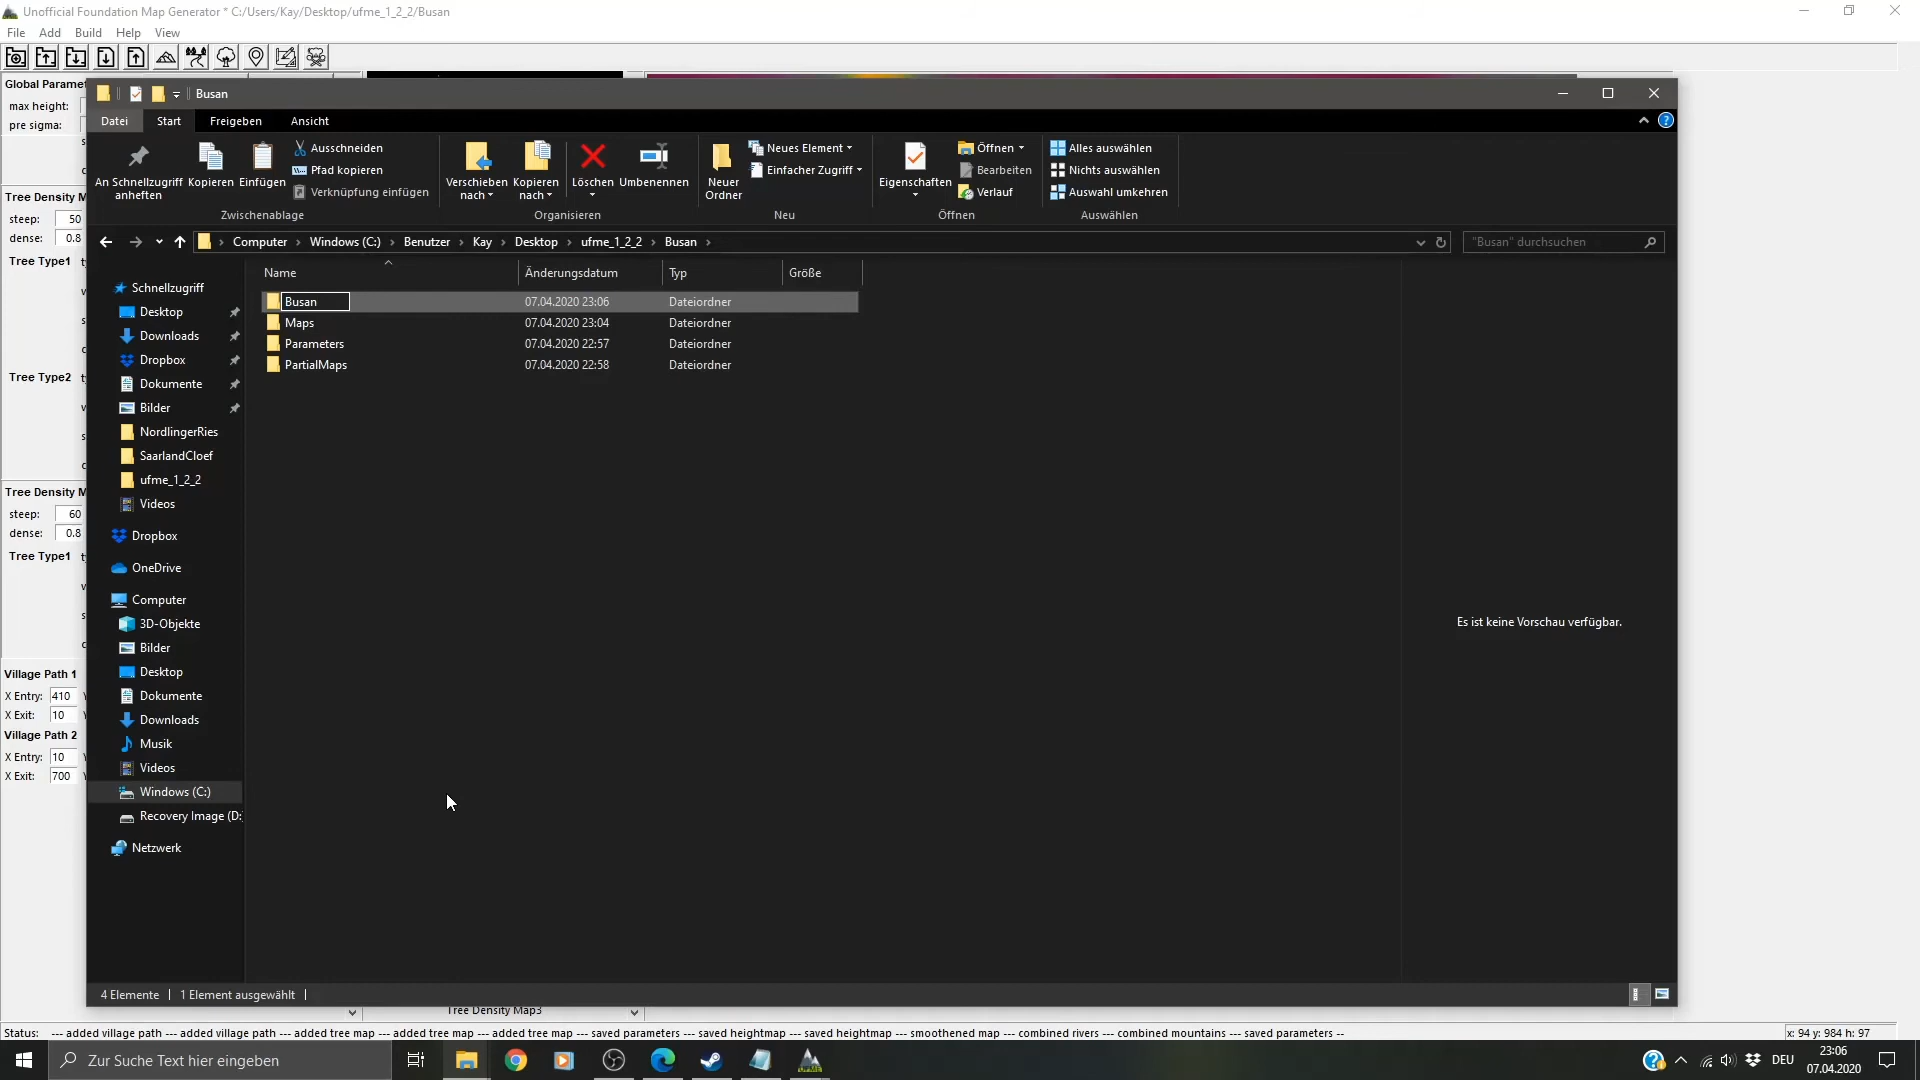 Unofficial Foundation Map Generator * C:/Users/Kay/Desktop/ufme_1_2_2/Busan
File Add Build Help View
Global Parame
max height:
pre sigma:
Tree Density M
steep: 50
dense: 0.8
Tree Type1
Tree Type2
Tree Density M
steep: 60
dense: 0.8
Tree Type1
Village Path 1
X Entry: 410
X Exit: 10
Village Path 2
X Entry: 10
X Exit: 700
Busan
Datei Start Freigeben Ansicht
An Schnellzugriff anheften
Kopieren
Einfügen
Ausschneiden
Pfad kopieren
Verknüpfung einfügen
Zwischenablage
Verschieben nach
Kopieren nach
Löschen
Umbenennen
Organisieren
Neuer Ordner
Neues Element
Einfacher Zugriff
Neu
Eigenschaften
Öffnen
Bearbeiten
Verlauf
Öffnen
Alles auswählen
Nichts auswählen
Auswahl umkehren
Auswählen
Computer Windows (C:) Benutzer Kay Desktop ufme_1_2_2 Busan
"Busan" durchsuchen
Schnellzugriff
Desktop
Downloads
Dropbox
Dokumente
Bilder
NordlingerRies
SaarlandCloef
ufme_1_2_2
Videos
Dropbox
OneDrive
Computer
3D-Objekte
Bilder
Desktop
Dokumente
Downloads
Musik
Videos
Windows (C:)
Recovery Image (D:
Netzwerk
Name Änderungsdatum Typ Größe
Busan 07.04.2020 23:06 Dateiordner
Maps 07.04.2020 23:04 Dateiordner
Parameters 07.04.2020 22:57 Dateiordner
PartialMaps 07.04.2020 22:58 Dateiordner
Es ist keine Vorschau verfügbar.
4 Elemente 1 Element ausgewählt
Tree Density Map3
Status: --- added village path --- added village path --- added tree map --- added tree map --- added tree map --- saved parameters --- saved heightmap --- saved heightmap --- smoothened map --- combined rivers --- combined mountains --- saved parameters --
x: 94 y: 984 h: 97
Zur Suche Text hier eingeben
DEU
23:06
07.04.2020